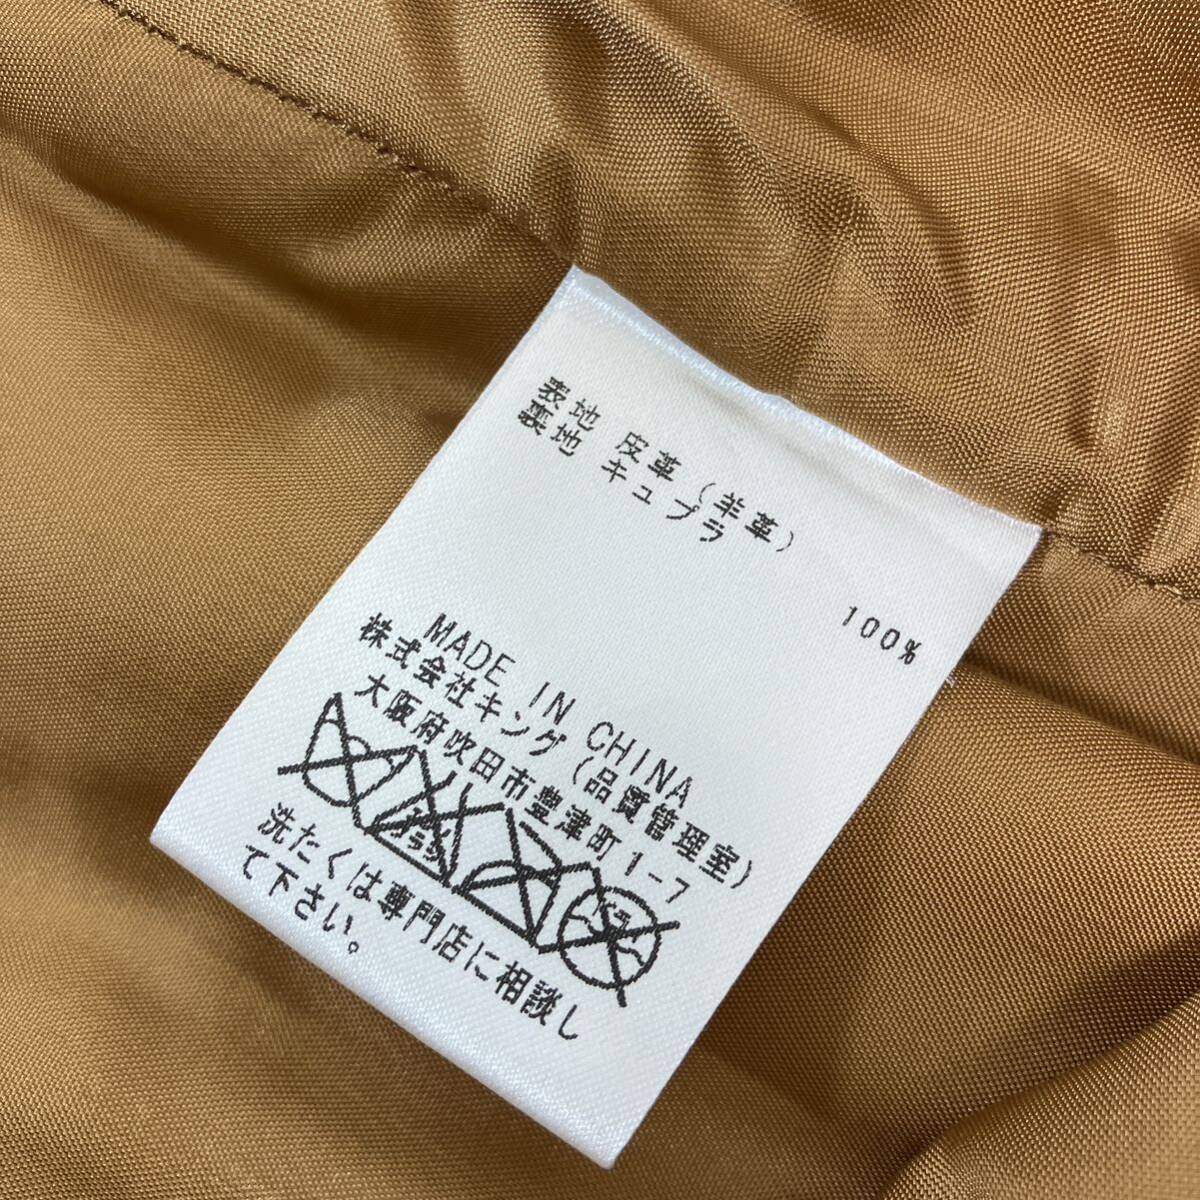 表地 皮革(羊革)
裏地 キュプラ 100%
MADE IN CHINA
株式会社キング(品質管理室)
大阪府吹田市豊津町1-7
洗たくは専門店に相談し
て下さい。